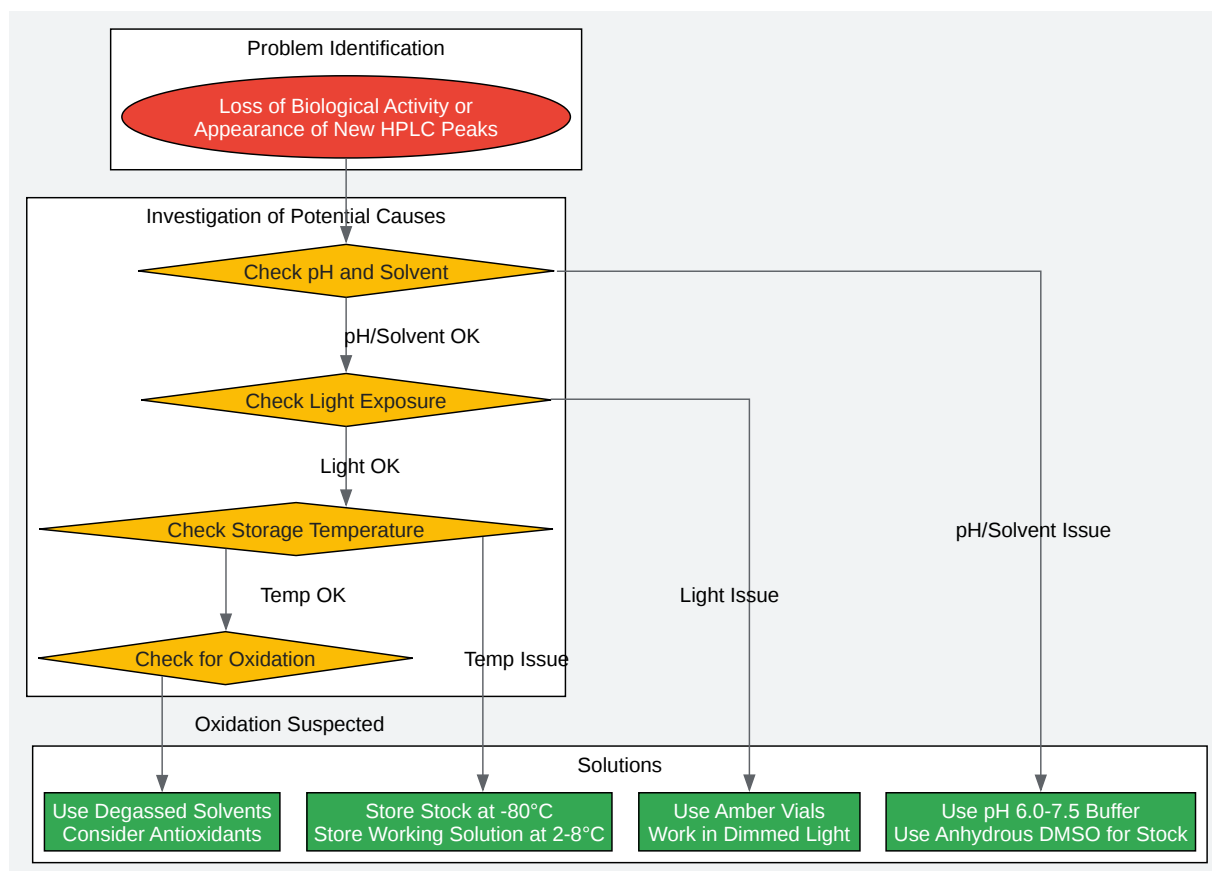 Problem Identification
Loss of Biological Activity or
Appearance of New HPLC Peaks
Investigation of Potential Causes
Check pH and Solvent
pH/Solvent OK
Check Light Exposure
Light OK
Check Storage Temperature
pH/Solvent Issue
Temp OK
Light Issue
Check for Oxidation
Temp Issue
Oxidation Suspected
Solutions
Use Degassed Solvents
Consider Antioxidants
Store Stock at -80°C
Store Working Solution at 2-8°C
Use Amber Vials
Work in Dimmed Light
Use pH 6.0-7.5 Buffer
Use Anhydrous DMSO for Stock